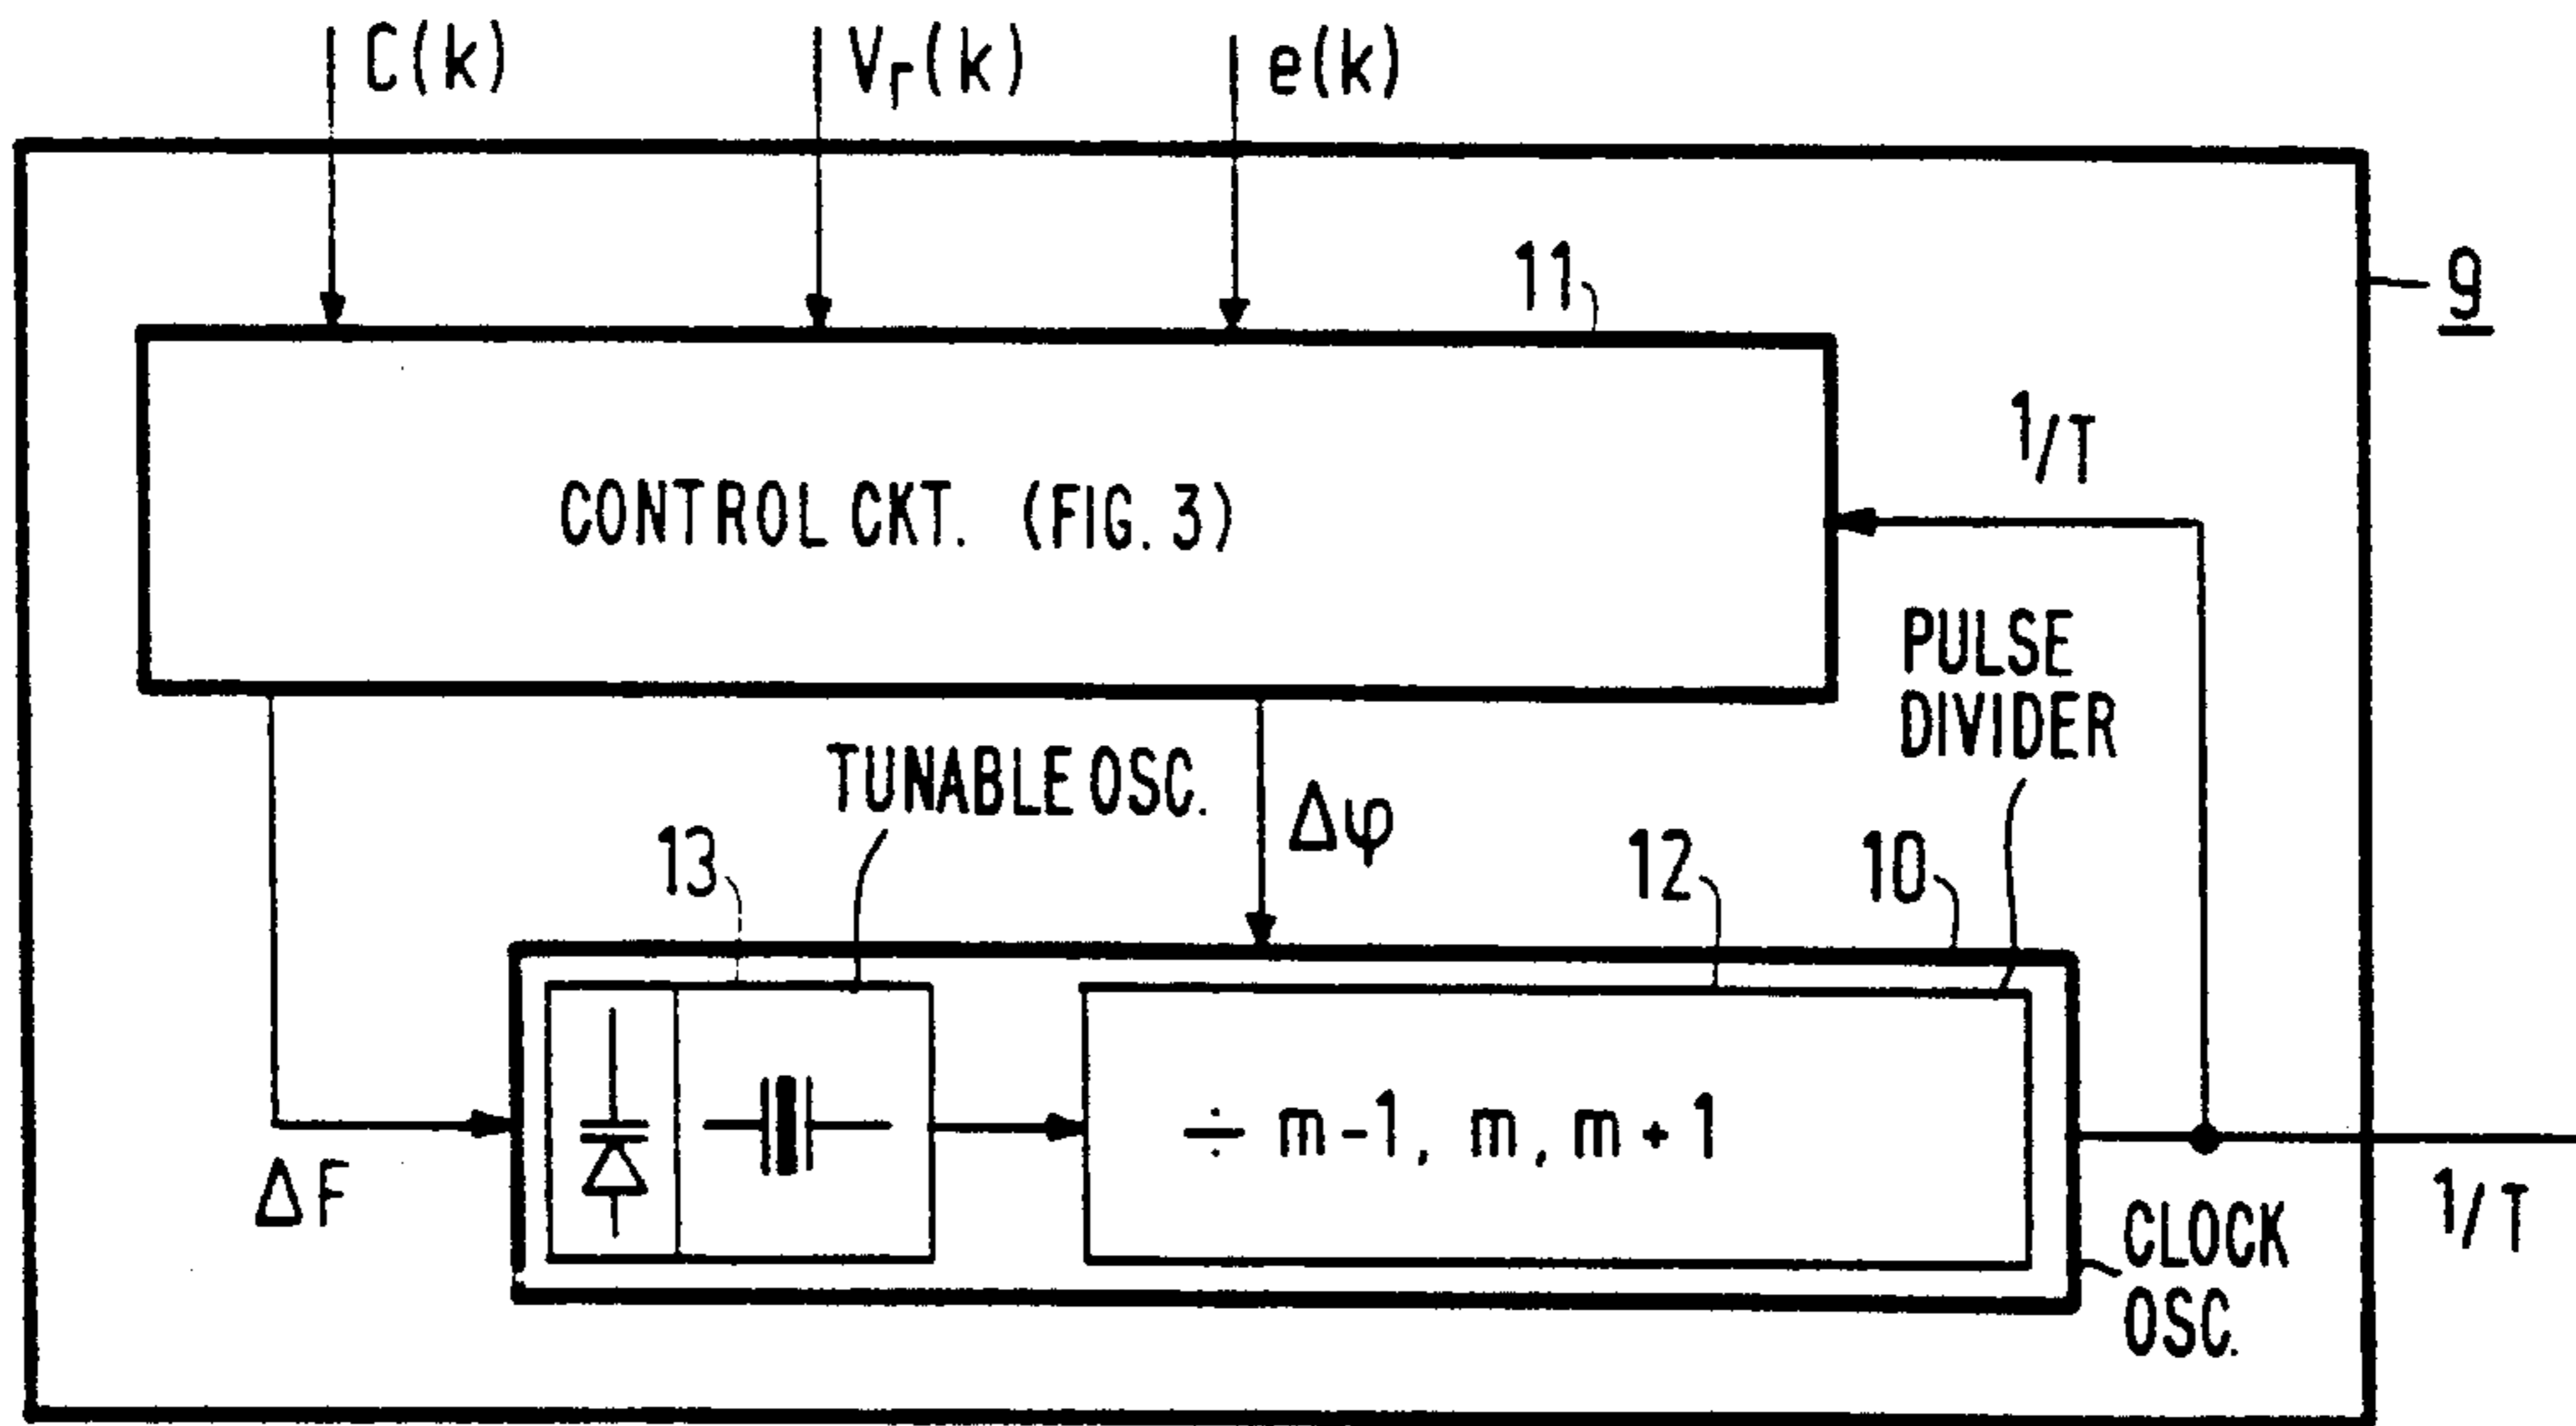 C(k)
Vr(k)
e(k)
11
9
1/T
CONTROL CKT. (FIG. 3)
PULSE
DIVIDER
TUNABLE OSC.
Δφ
13
12
10
ΔF
÷ m-1, m, m+1
1/T
CLOCK
OSC.